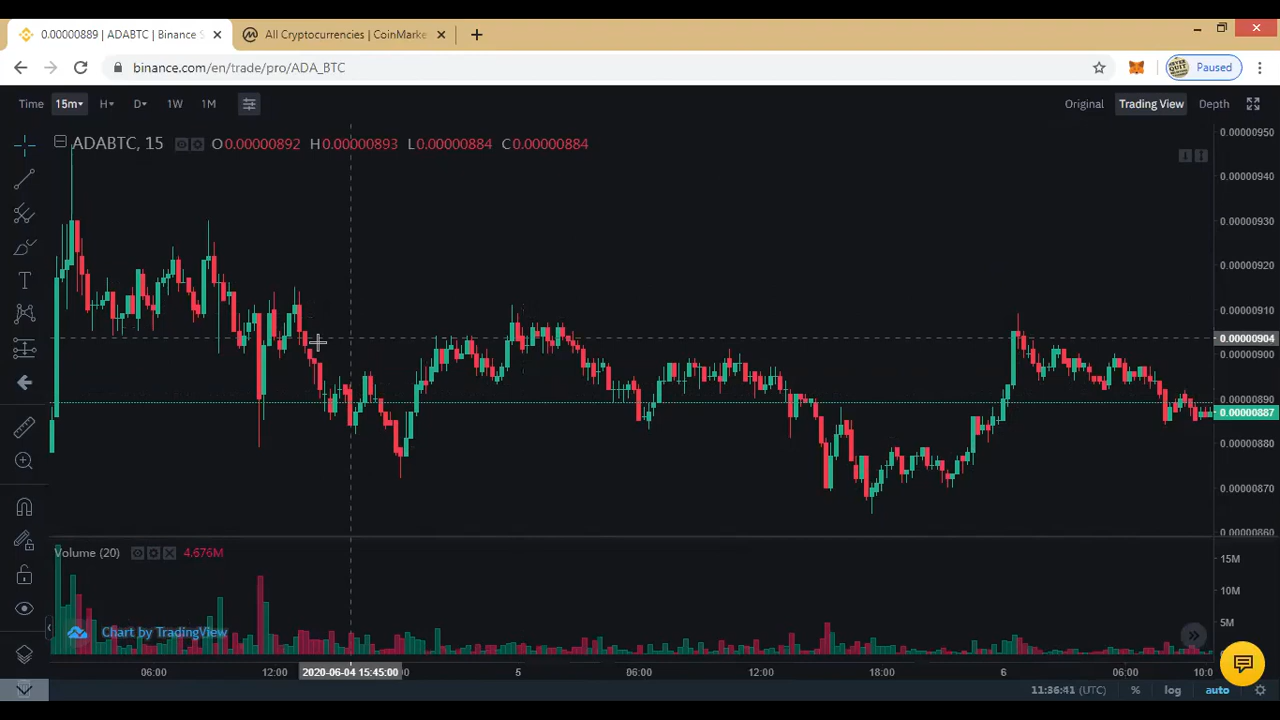 0.00000889 | ADABTC | Binance S
All Cryptocurrencies | CoinMarke
binance.com/en/trade/pro/ADA_BTC
Paused
Time 15m H D 1W 1M
Original Trading View Depth
ADABTC, 15 O0.00000892 H0.00000893 L0.00000884 C0.00000884
0.00000950
0.00000940
0.00000930
0.00000920
0.00000910
0.00000904
0.00000900
0.00000890
0.00000887
0.00000880
0.00000870
0.00000860
Volume (20) 4.676M
15M
10M
5M
Chart by TradingView
06:00 12:00 2020-06-04 15:45:00 5 06:00 12:00 18:00 6 06:00 10:0
11:36:41 (UTC) % log auto